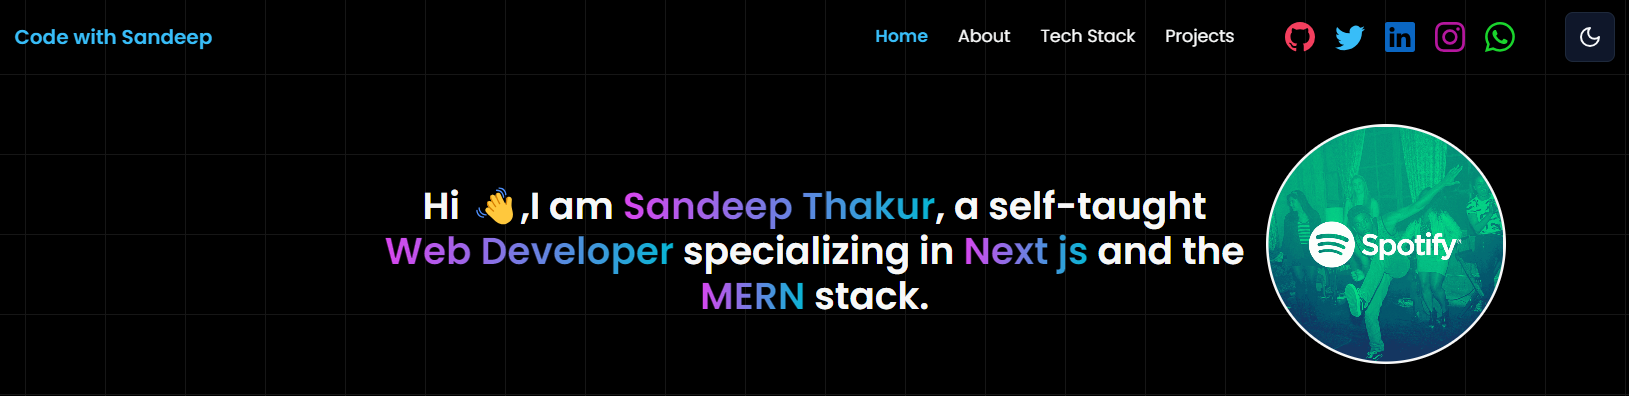 Code with Sandeep
Home About Tech Stack Projects
Hi 👋,I am Sandeep Thakur, a self-taught
Web Developer specializing in Next js and the
MERN stack.
Spotify